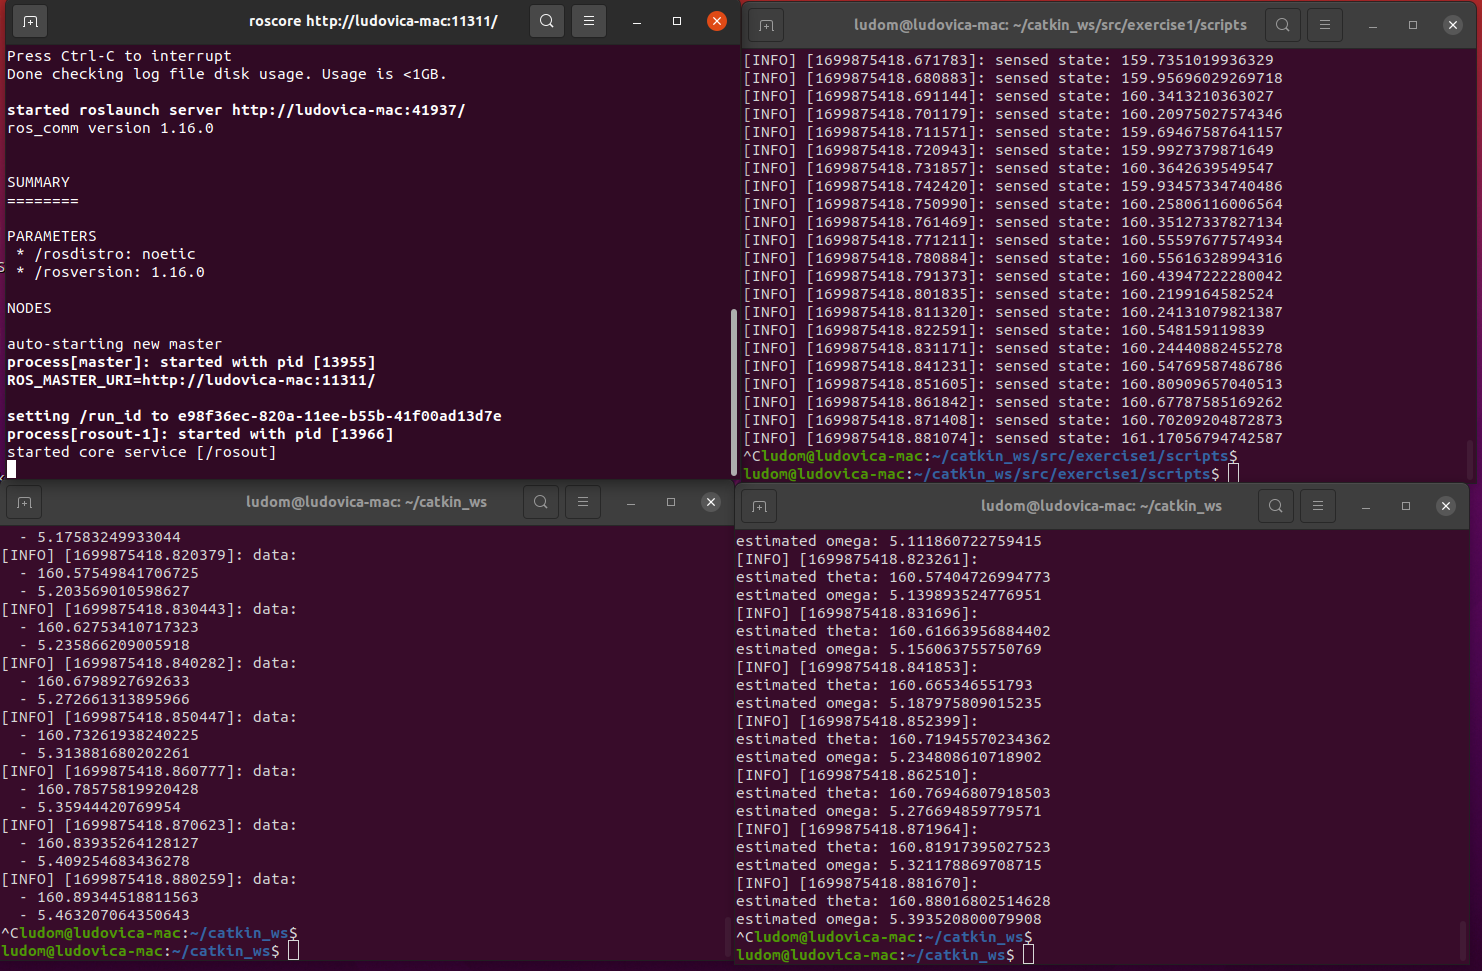 roscore http://ludovica-mac:11311/
Press Ctrl-C to interrupt
Done checking log file disk usage. Usage is <1GB.
started roslaunch server http://ludovica-mac:41937/
ros_comm version 1.16.0
SUMMARY
========
PARAMETERS
* /rosdistro: noetic
* /rosversion: 1.16.0
NODES
auto-starting new master
process[master]: started with pid [13955]
ROS_MASTER_URI=http://ludovica-mac:11311/
setting /run_id to e98f36ec-820a-11ee-b55b-41f00ad13d7e
process[rosout-1]: started with pid [13966]
started core service [/rosout]
ludom@ludovica-mac: ~/catkin_ws/src/exercise1/scripts
[INFO] [1699875418.671783]: sensed state: 159.7351019936329
[INFO] [1699875418.680883]: sensed state: 159.95696029269718
[INFO] [1699875418.691144]: sensed state: 160.3413210363027
[INFO] [1699875418.701179]: sensed state: 160.20975027574346
[INFO] [1699875418.711571]: sensed state: 159.69467587641157
[INFO] [1699875418.720943]: sensed state: 159.9927379871649
[INFO] [1699875418.731857]: sensed state: 160.3642639549547
[INFO] [1699875418.742420]: sensed state: 159.93457334740486
[INFO] [1699875418.750990]: sensed state: 160.25806116006564
[INFO] [1699875418.761469]: sensed state: 160.35127337827134
[INFO] [1699875418.771211]: sensed state: 160.55597677574934
[INFO] [1699875418.780884]: sensed state: 160.55616328994316
[INFO] [1699875418.791373]: sensed state: 160.43947222280042
[INFO] [1699875418.801835]: sensed state: 160.2199164582524
[INFO] [1699875418.811320]: sensed state: 160.24131079821387
[INFO] [1699875418.822591]: sensed state: 160.548159119839
[INFO] [1699875418.831171]: sensed state: 160.24440882455278
[INFO] [1699875418.841231]: sensed state: 160.54769587486786
[INFO] [1699875418.851605]: sensed state: 160.80909657040513
[INFO] [1699875418.861842]: sensed state: 160.67787585169262
[INFO] [1699875418.871408]: sensed state: 160.70209204872873
[INFO] [1699875418.881074]: sensed state: 161.17056794742587
^Cludom@ludovica-mac:~/catkin_ws/src/exercise1/scripts$
ludom@ludovica-mac:~/catkin_ws/src/exercise1/scripts$
ludom@ludovica-mac: ~/catkin_ws
- 5.17583249933044
[INFO] [1699875418.820379]: data:
- 160.57549841706725
- 5.203569010598627
[INFO] [1699875418.830443]: data:
- 160.62753410717323
- 5.235866209005918
[INFO] [1699875418.840282]: data:
- 160.6798927692633
- 5.272661313895966
[INFO] [1699875418.850447]: data:
- 160.73261938240225
- 5.313881680202261
[INFO] [1699875418.860777]: data:
- 160.78575819920428
- 5.35944420769954
[INFO] [1699875418.870623]: data:
- 160.83935264128127
- 5.409254683436278
[INFO] [1699875418.880259]: data:
- 160.89344518811563
- 5.463207064350643
^Cludom@ludovica-mac:~/catkin_ws$
ludom@ludovica-mac:~/catkin_ws$
ludom@ludovica-mac: ~/catkin_ws
estimated omega: 5.111860722759415
[INFO] [1699875418.823261]:
estimated theta: 160.57404726994773
estimated omega: 5.139893524776951
[INFO] [1699875418.831696]:
estimated theta: 160.61663956884402
estimated omega: 5.156063755750769
[INFO] [1699875418.841853]:
estimated theta: 160.665346551793
estimated omega: 5.187975809015235
[INFO] [1699875418.852399]:
estimated theta: 160.71945570234362
estimated omega: 5.234808610718902
[INFO] [1699875418.862510]:
estimated theta: 160.76946807918503
estimated omega: 5.276694859779571
[INFO] [1699875418.871964]:
estimated theta: 160.81917395027523
estimated omega: 5.321178869708715
[INFO] [1699875418.881670]:
estimated theta: 160.88016802514628
estimated omega: 5.393520800079908
^Cludom@ludovica-mac:~/catkin_ws$
ludom@ludovica-mac:~/catkin_ws$